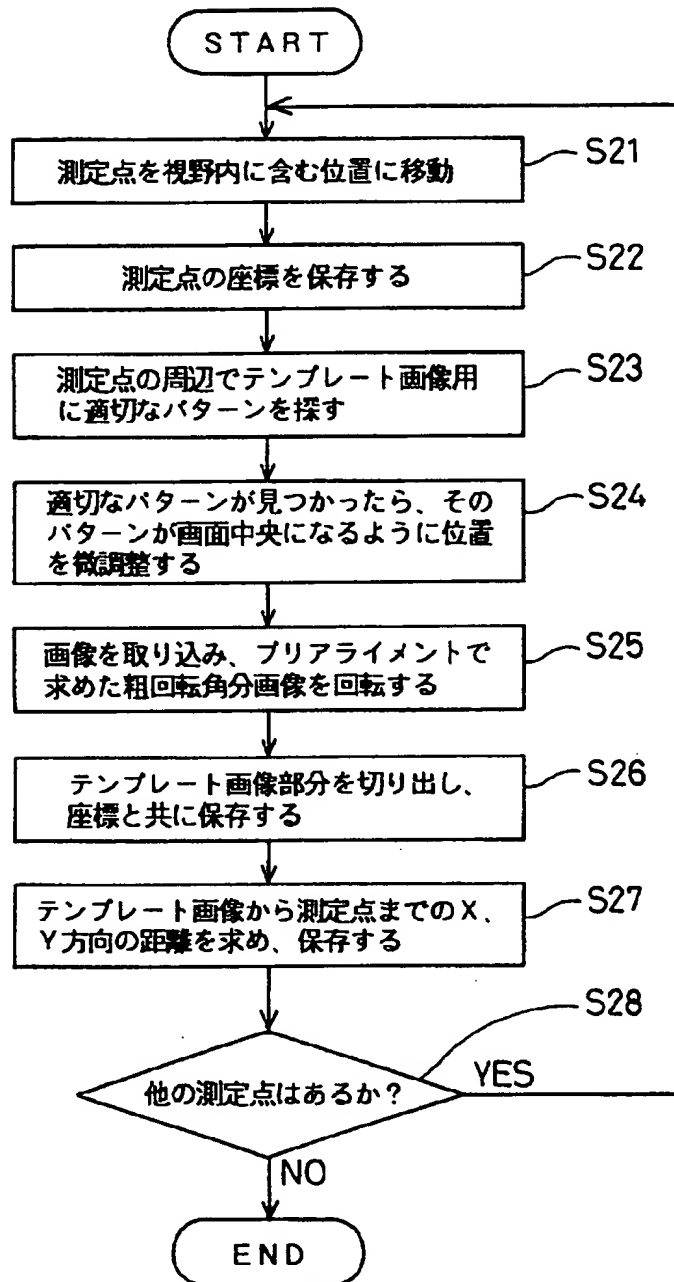 START
測定点を視野内に含む位置に移動
S21
測定点の座標を保存する
S22
測定点の周辺でテンプレート画像用
に適切なパターンを探す
S23
適切なパターンが見つかったら、その
パターンが画面中央になるように位置
を微調整する
S24
画像を取り込み、プリアライメントで
求めた粗回転角分画像を回転する
S25
テンプレート画像部分を切り出し、
座標と共に保存する
S26
テンプレート画像から測定点までのX、
Y方向の距離を求め、保存する
S27
他の測定点はあるか？
S28
YES
NO
END